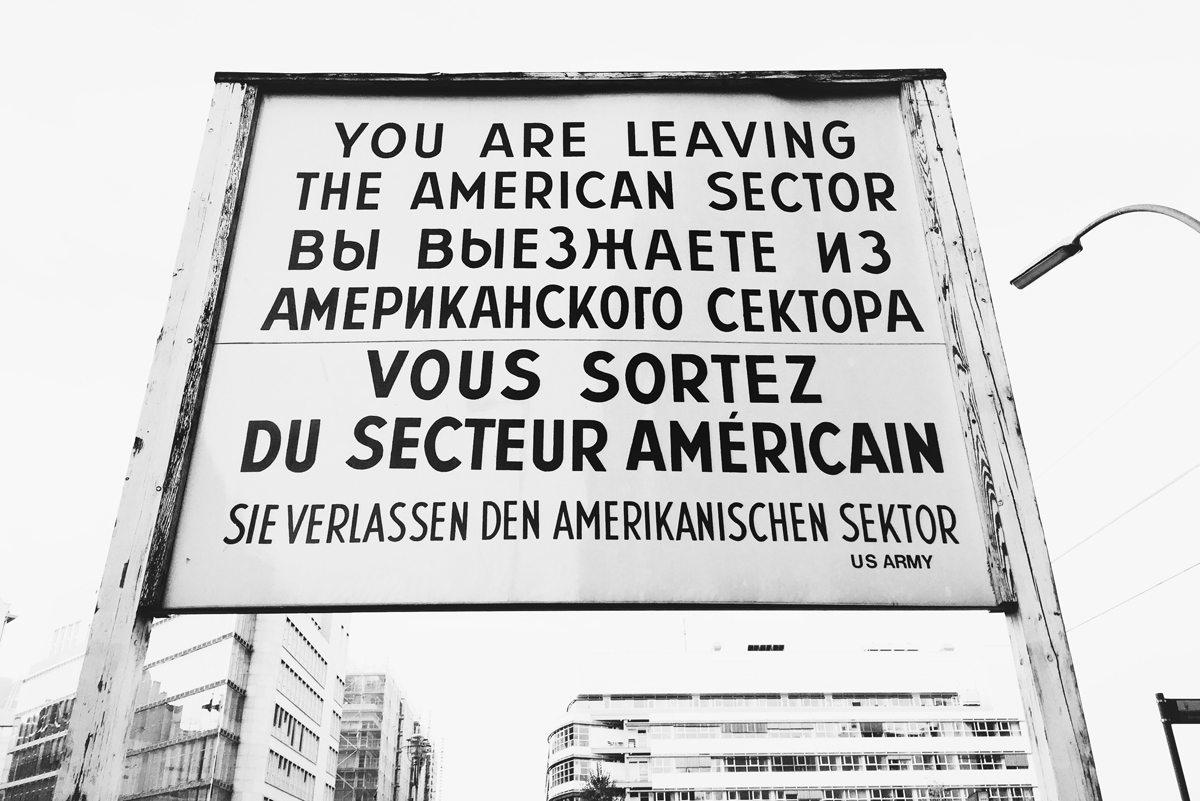 YOU ARE LEAVING
THE AMERICAN SECTOR
ВЫ ВЫЕЗЖАЕТЕ ИЗ
АМЕРИКАНСКОГО СЕКТОРА
VOUS SORTEZ
DU SECTEUR AMÉRICAIN
SIE VERLASSEN DEN AMERIKANISCHEN SEKTOR
US ARMY